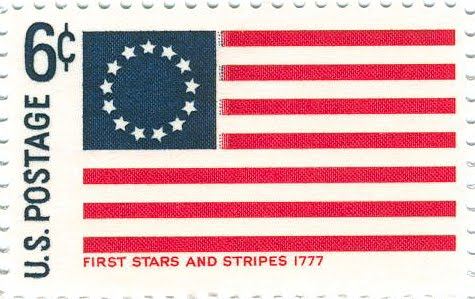 6¢
U.S. POSTAGE
FIRST STARS AND STRIPES 1777